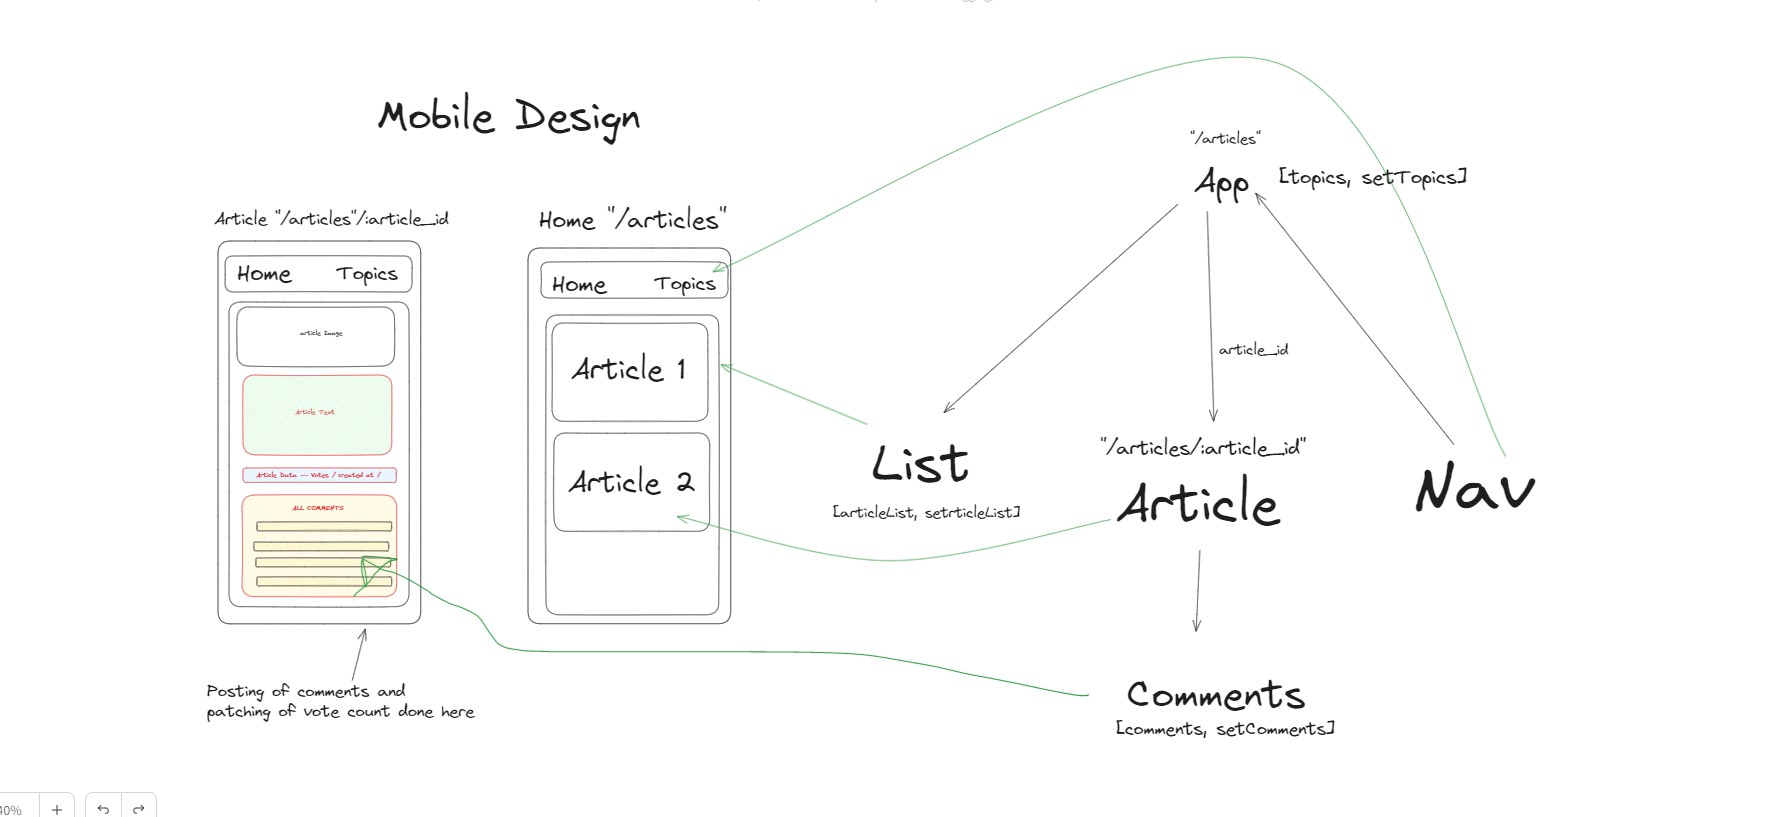 Mobile Design
Article "/articles"/:article_id
Home Topics
article Image
Article Text
Article Data — Votes / created at /
ALL COMMENTS
Posting of comments and
patching of vote count done here
Home "/articles"
Home Topics
Article 1
Article 2
"/articles"
App [topics, setTopics]
article_id
List
[articleList, setrticleList]
"/articles/:article_id"
Article
Nav
Comments
[comments, setComments]
40%